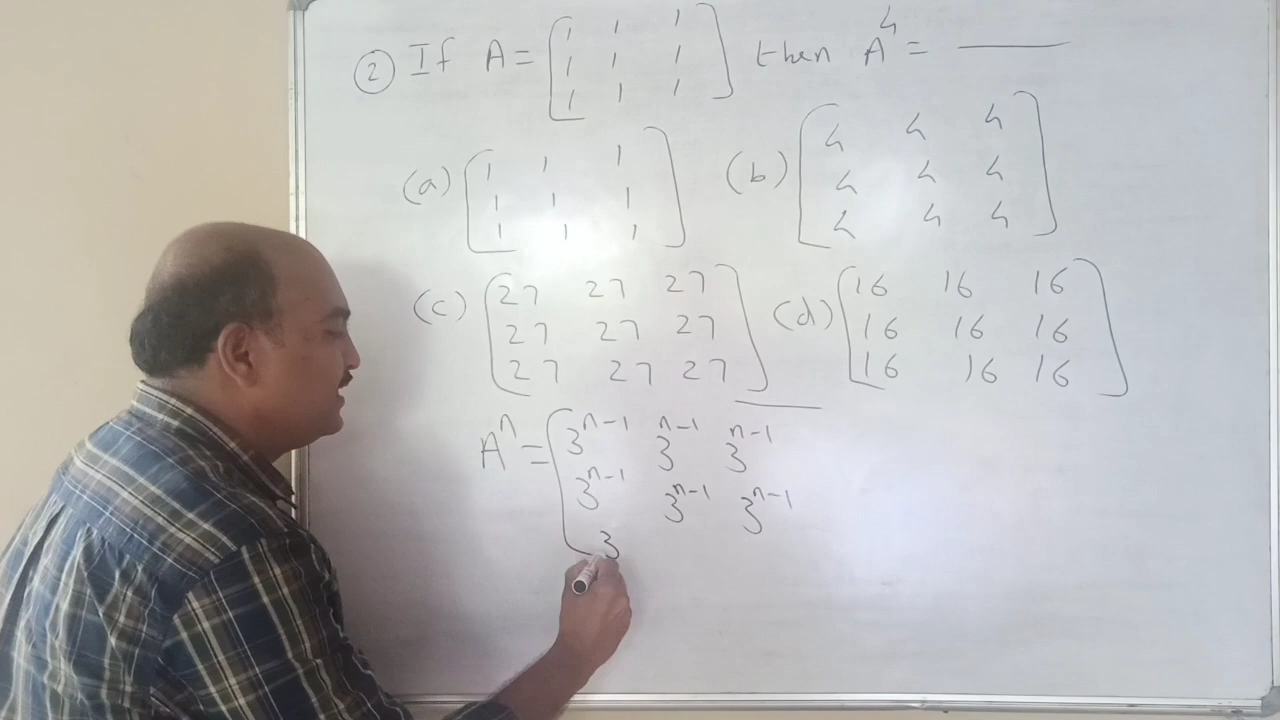 ② If A = [1 1 1 then A⁴ = ____
1 1 1
1 1 1]
(a) [1 1 1 (b) [4 4 4
1 1 1 4 4 4
1 1 1] 4 4 4]
(c) [27 27 27 (d) [16 16 16
27 27 27 16 16 16
27 27 27] 16 16 16]
Aⁿ = [3ⁿ⁻¹ 3ⁿ⁻¹ 3ⁿ⁻¹
3ⁿ⁻¹ 3ⁿ⁻¹ 3ⁿ⁻¹
3